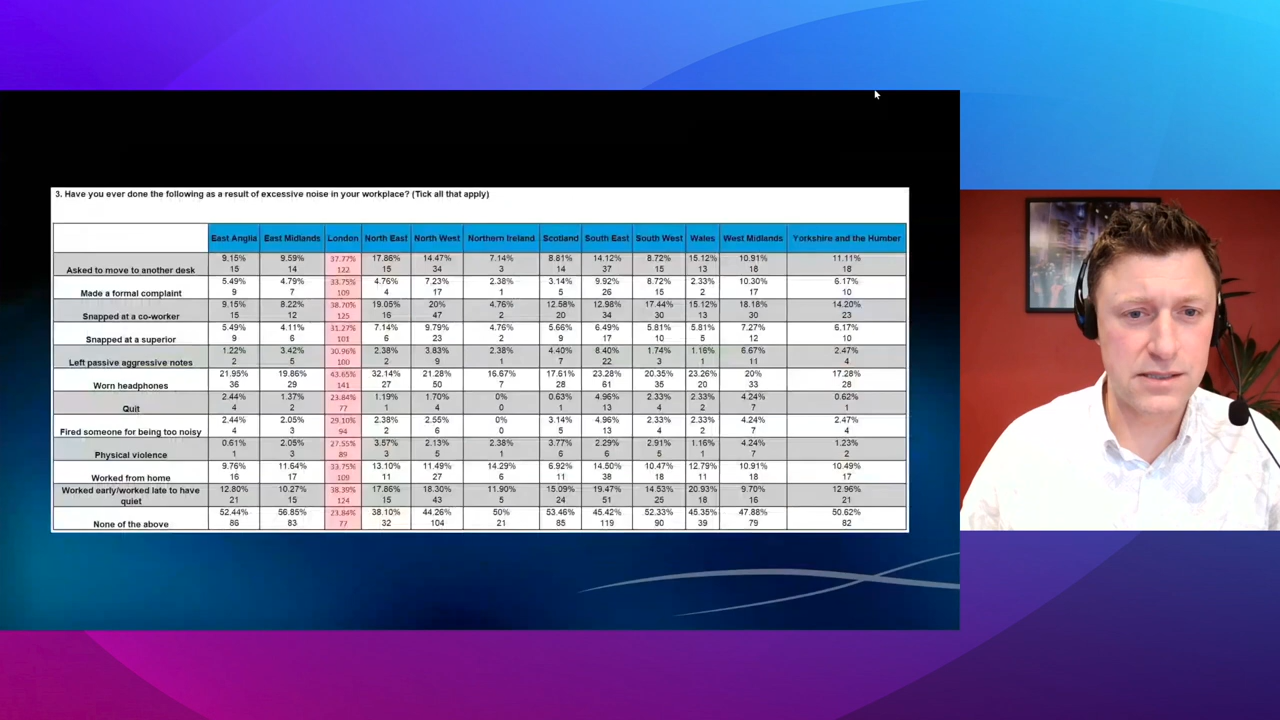 3. Have you ever done the following as a result of excessive noise in your workplace? (Tick all that apply)
East Anglia East Midlands London North East North West Northern Ireland Scotland South East South West Wales West Midlands Yorkshire and the Humber
9.15% 9.59% 37.77% 17.86% 14.47% 7.14% 8.81% 14.12% 8.72% 15.12% 10.91% 11.11%
Asked to move to another desk 15 14 122 15 34 3 14 37 15 13 18 18
5.49% 4.79% 33.75% 4.76% 7.23% 2.38% 3.14% 9.92% 8.72% 2.33% 10.30% 6.17%
Made a formal complaint 9 7 109 4 17 1 5 26 15 2 17 10
9.15% 8.22% 38.70% 19.05% 20% 4.76% 12.58% 12.98% 17.44% 15.12% 18.18% 14.20%
Snapped at a co-worker 15 12 125 16 47 2 20 34 30 13 30 23
5.49% 4.11% 31.27% 7.14% 9.79% 4.76% 5.66% 6.49% 5.81% 5.81% 7.27% 6.17%
Snapped at a superior 9 6 101 6 23 2 9 17 10 5 12 10
1.22% 3.42% 30.96% 2.38% 3.83% 2.38% 4.40% 8.40% 1.74% 1.16% 6.67% 2.47%
Left passive aggressive notes 2 5 100 2 9 1 7 22 3 1 11 4
21.95% 19.86% 43.65% 32.14% 21.28% 16.67% 17.61% 23.28% 20.35% 23.26% 20% 17.28%
Worn headphones 36 29 141 27 50 7 28 61 35 20 33 28
2.44% 1.37% 23.84% 1.19% 1.70% 0% 0.63% 4.96% 2.33% 2.33% 4.24% 0.62%
Quit 4 2 77 1 4 0 1 13 4 2 7 1
2.44% 2.05% 29.10% 2.38% 2.55% 0% 3.14% 4.96% 2.33% 2.33% 4.24% 2.47%
Fired someone for being too noisy 4 3 94 2 6 0 5 13 4 2 7 4
0.61% 2.05% 27.55% 3.57% 2.13% 2.38% 3.77% 2.29% 2.91% 1.16% 4.24% 1.23%
Physical violence 1 3 89 3 5 1 6 6 5 1 7 2
9.76% 11.64% 33.75% 13.10% 11.49% 14.29% 6.92% 14.50% 10.47% 12.79% 10.91% 10.49%
Worked from home 16 17 109 11 27 6 11 38 18 11 18 17
Worked early/worked late to have 12.80% 10.27% 38.39% 17.86% 18.30% 11.90% 15.09% 19.47% 14.53% 20.93% 9.70% 12.96%
quiet 21 15 124 15 43 5 24 51 25 18 16 21
52.44% 56.85% 23.84% 38.10% 44.26% 50% 53.46% 45.42% 52.33% 45.35% 47.88% 50.62%
None of the above 86 83 77 32 104 21 85 119 90 39 79 82